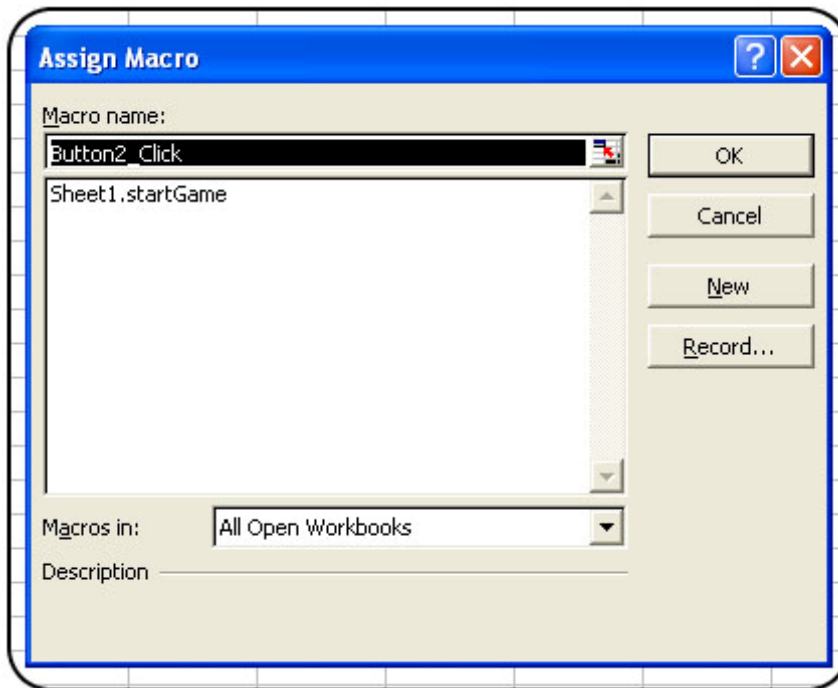 Assign Macro
?
Macro name:
Button2_Click
OK
Sheet1.startGame
Cancel
New
Record...
Macros in:
All Open Workbooks
Description